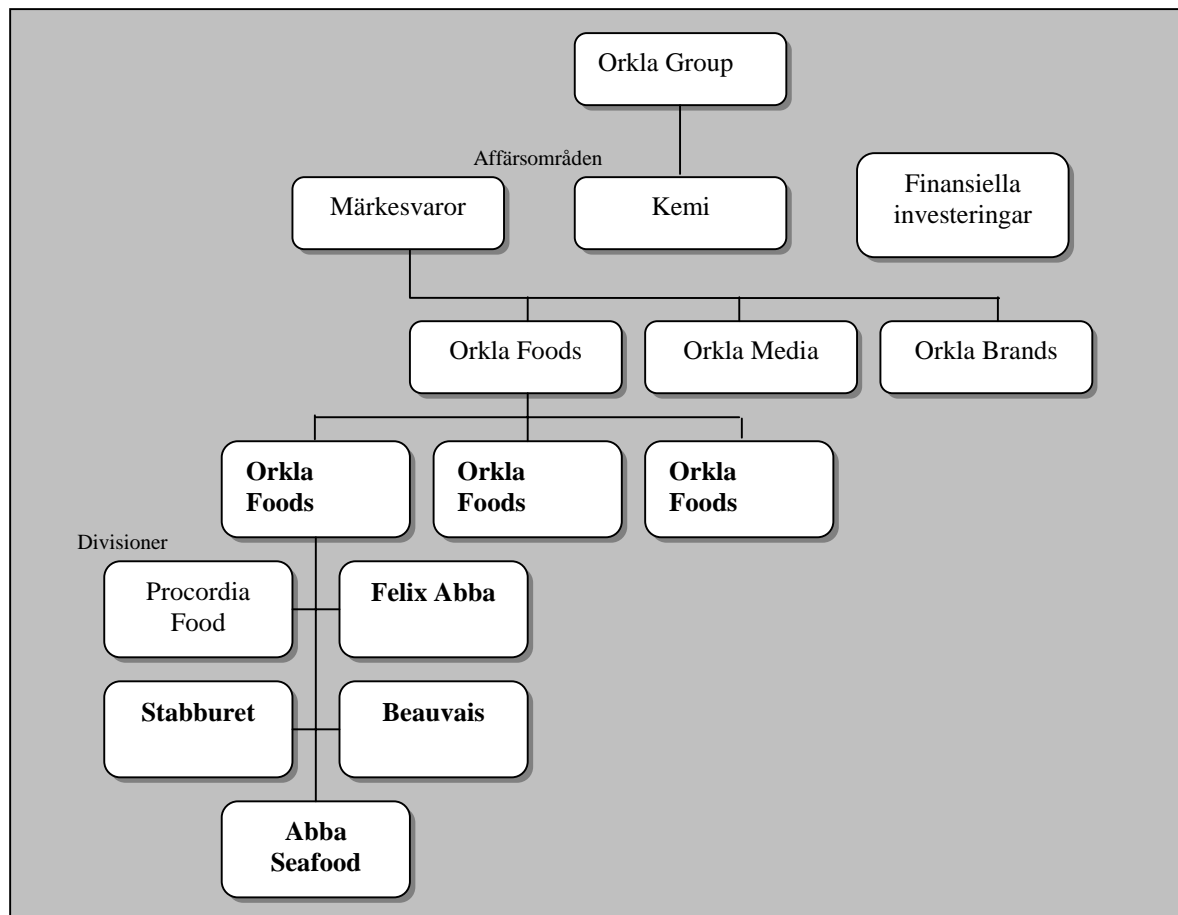 Orkla Group
Affärsområden
Märkesvaror
Kemi
Finansiella
investeringar
Orkla Foods
Orkla Media
Orkla Brands
Orkla
Foods
Orkla
Foods
Orkla
Foods
Divisioner
Procordia
Food
Felix Abba
Stabburet
Beauvais
Abba
Seafood